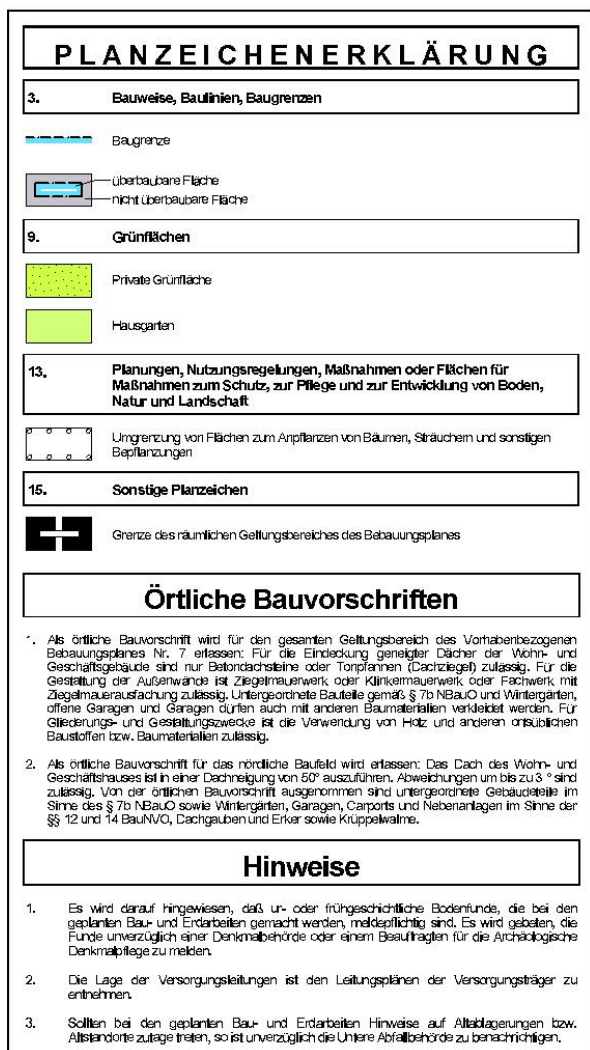 PLANZEICHENERKLÄRUNG
3. Bauweise, Baulinien, Baugrenzen
Baugrenze
überbaubare Fläche
nicht überbaubare Fläche
9. Grünflächen
Private Grünfläche
Hausgarten
13. Planungen, Nutzungsregelungen, Maßnahmen oder Flächen für
Maßnahmen zum Schutz, zur Pflege und zur Entwicklung von Boden,
Natur und Landschaft
Umgrenzung von Flächen zum Anpflanzen von Bäumen, Sträuchern und sonstigen
Bepflanzungen
15. Sonstige Planzeichen
Grenze des räumlichen Geltungsbereiches des Bebauungsplanes
Örtliche Bauvorschriften
1. Als örtliche Bauvorschrift wird für den gesamten Geltungsbereich des Vorhabenbezogenen
Bebauungsplanes Nr. 7 erlassen: Für die Eindeckung geneigter Dächer der Wohn- und
Geschäftsgebäude sind nur Betondachsteine oder Tonpfannen (Dachziegel) zulässig. Für die
Gestaltung der Außenwände ist Ziegelmauerwerk oder Klinkermauerwerk oder Fachwerk mit
Ziegelmauerausfachung zulässig. Untergeordnete Bauteile gemäß § 7b NBauO und Wintergärten,
offene Garagen und Garagen dürfen auch mit anderen Baumaterialien verkleidet werden. Für
Gliederungs- und Gestaltungszwecke ist die Verwendung von Holz und anderen ortsüblichen
Baustoffen bzw. Baumaterialien zulässig.
2. Als örtliche Bauvorschrift für das nördliche Baufeld wird erlassen: Das Dach des Wohn- und
Geschäftshauses ist in einer Dachneigung von 50° auszuführen. Abweichungen um bis zu 3 ° sind
zulässig. Von der örtlichen Bauvorschrift ausgenommen sind untergeordnete Gebäudeteile im
Sinne des § 7b NBauO sowie Wintergärten, Garagen, Carports und Nebenanlagen im Sinne der
§§ 12 und 14 BauNVO, Dachgauben und Erker sowie Krüppelwalme.
Hinweise
1. Es wird darauf hingewiesen, daß ur- oder frühgeschichtliche Bodenfunde, die bei den
geplanten Bau- und Erdarbeiten gemacht werden, meldepflichtig sind. Es wird gebeten, die
Funde unverzüglich einer Denkmalbehörde oder einem Beauftragten für die Archäologische
Denkmalpflege zu melden.
2. Die Lage der Versorgungsleitungen ist den Leitungsplänen der Versorgungsträger zu
entnehmen.
3. Sollten bei den geplanten Bau- und Erdarbeiten Hinweise auf Altablagerungen bzw.
Altstandorte zutage treten, so ist unverzüglich die Untere Abfallbehörde zu benachrichtigen.